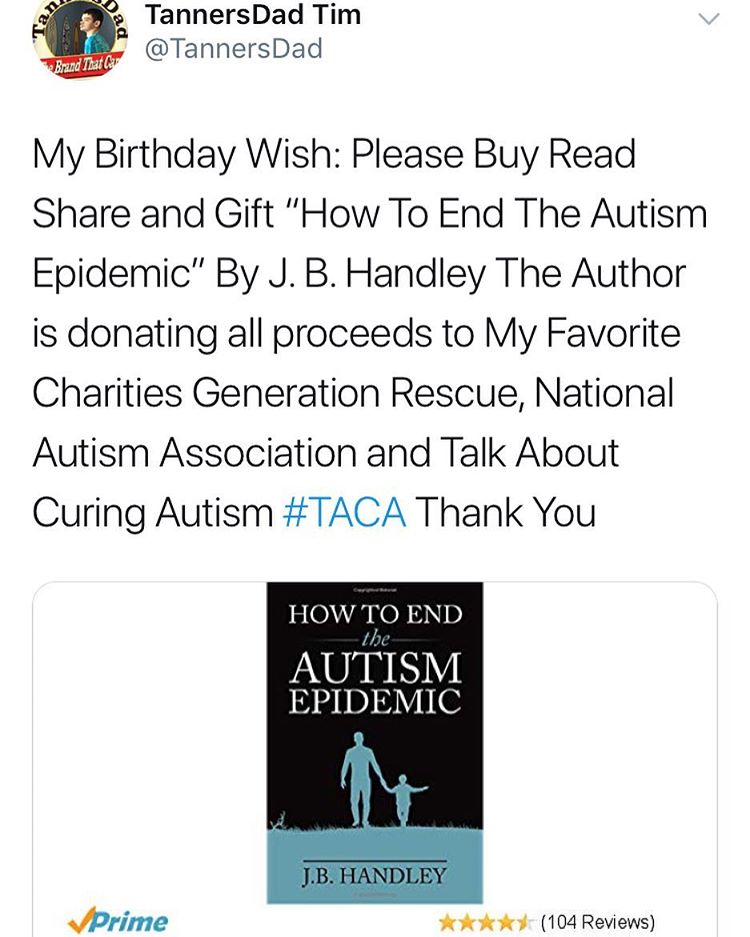 TannersDad Tim
@TannersDad
Brand That Car
My Birthday Wish: Please Buy Read
Share and Gift “How To End The Autism
Epidemic” By J. B. Handley The Author
is donating all proceeds to My Favorite
Charities Generation Rescue, National
Autism Association and Talk About
Curing Autism #TACA Thank You
Copyrighted Material
HOW TO END
the
AUTISM
EPIDEMIC
J.B. HANDLEY
Prime
(104 Reviews)